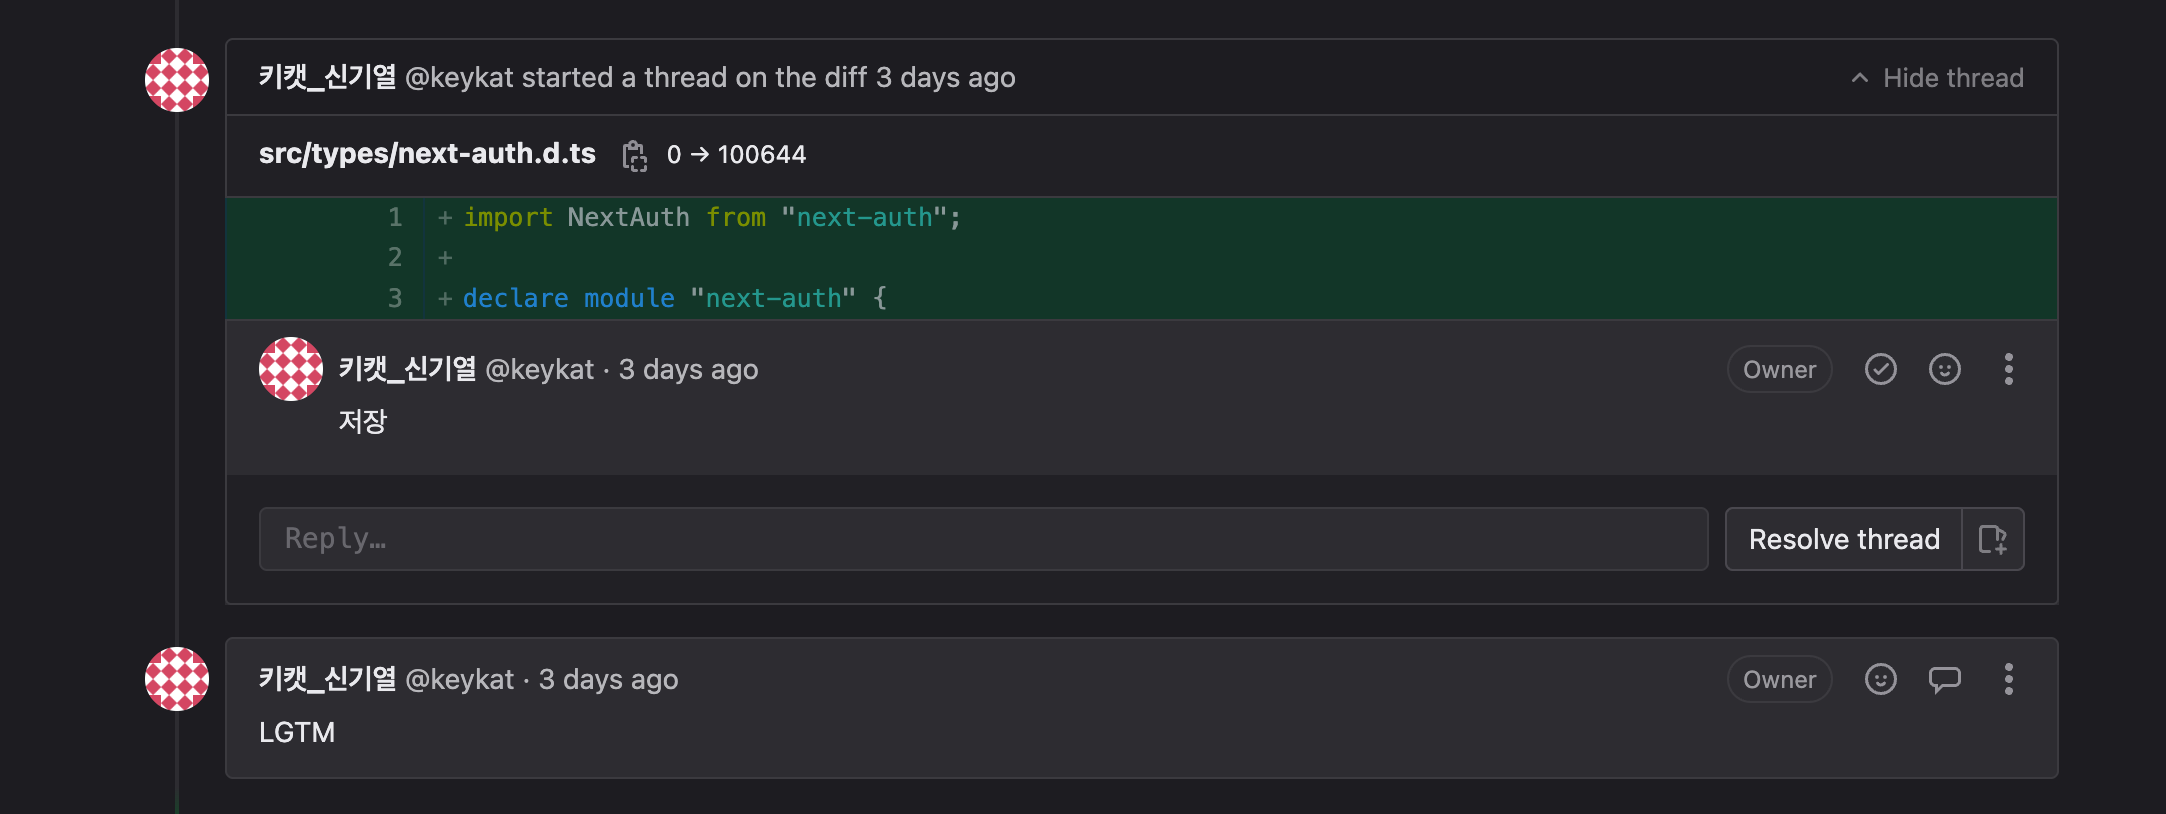 키캣_신기열 @keykat started a thread on the diff 3 days ago
Hide thread
src/types/next-auth.d.ts 0 → 100644
1 + import NextAuth from "next-auth";
2 +
3 + declare module "next-auth" {
키캣_신기열 @keykat · 3 days ago
Owner
저장
Reply…
Resolve thread
키캣_신기열 @keykat · 3 days ago
Owner
LGTM